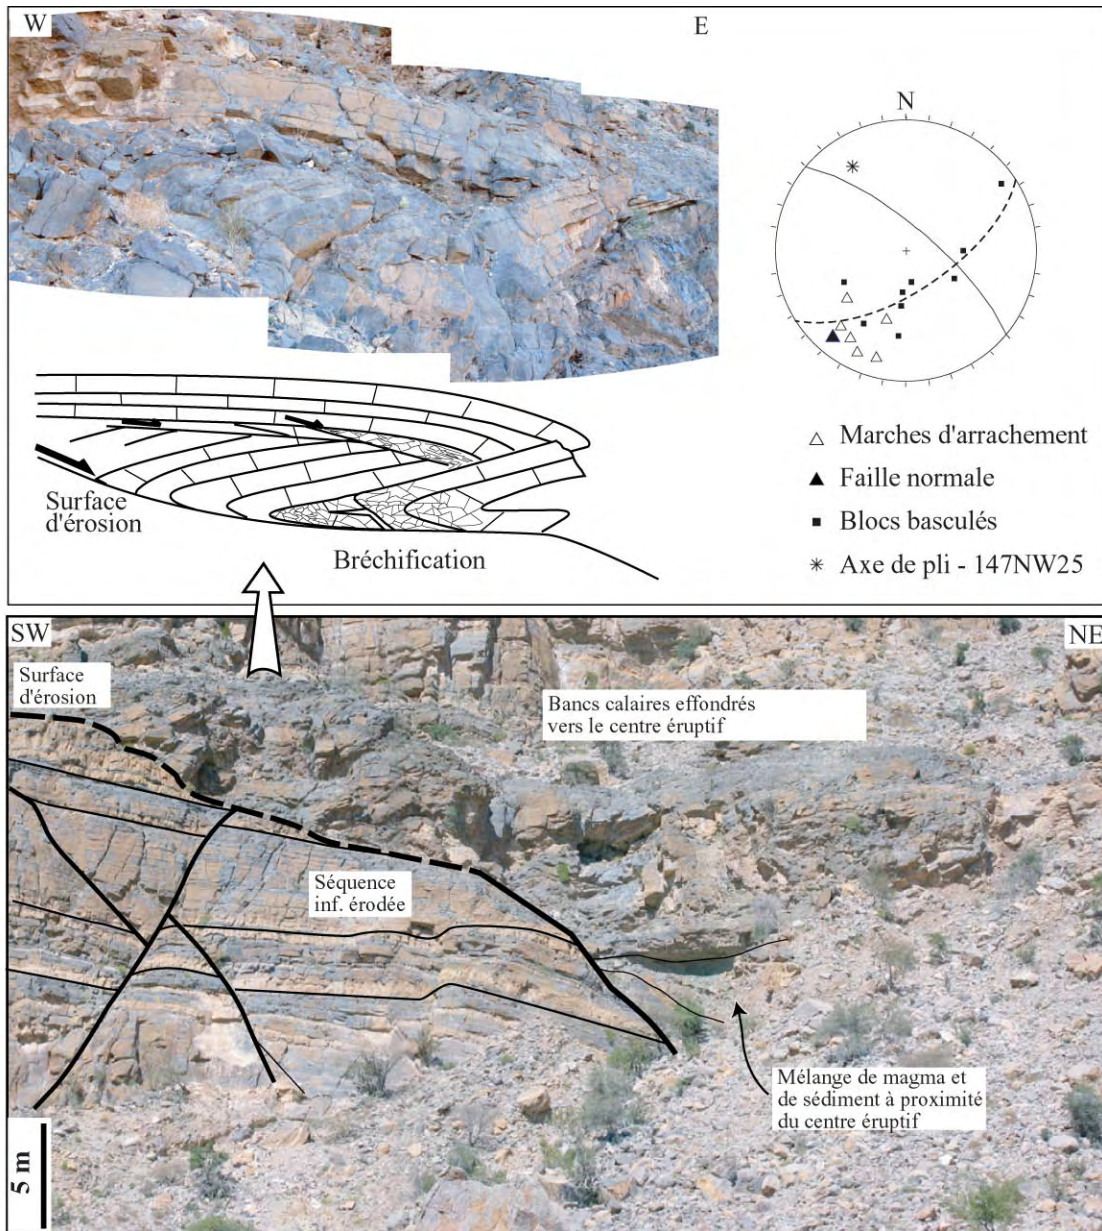 W
E
N
Surface
d'érosion
Bréchification
Marches d'arrachement
Faille normale
Blocs basculés
Axe de pli - 147NW25
SW
NE
Surface
d'érosion
Bancs calaires effondrés
vers le centre éruptif
Séquence
inf. érodée
Mélange de magma et
de sédiment à proximité
du centre éruptif
5 m